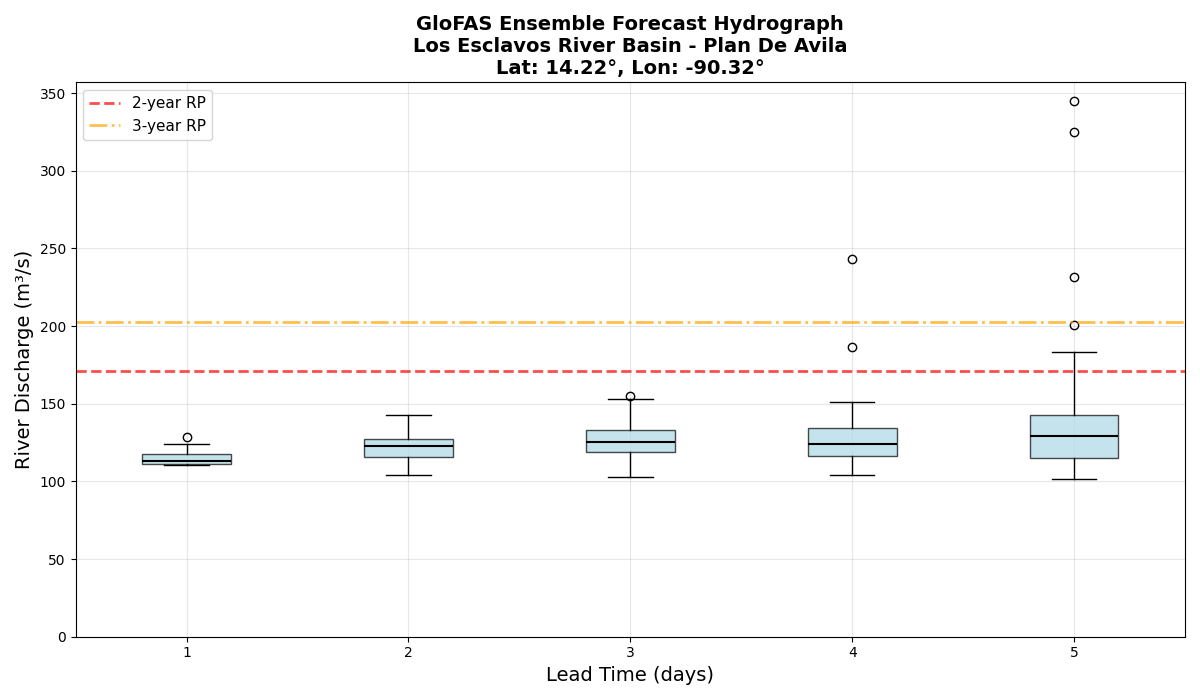 GloFAS Ensemble Forecast Hydrograph
Los Esclavos River Basin - Plan De Avila
Lat: 14.22°, Lon: -90.32°
2-year RP
3-year RP
River Discharge (m³/s)
350
300
250
200
150
100
50
0
1 2 3 4 5
Lead Time (days)